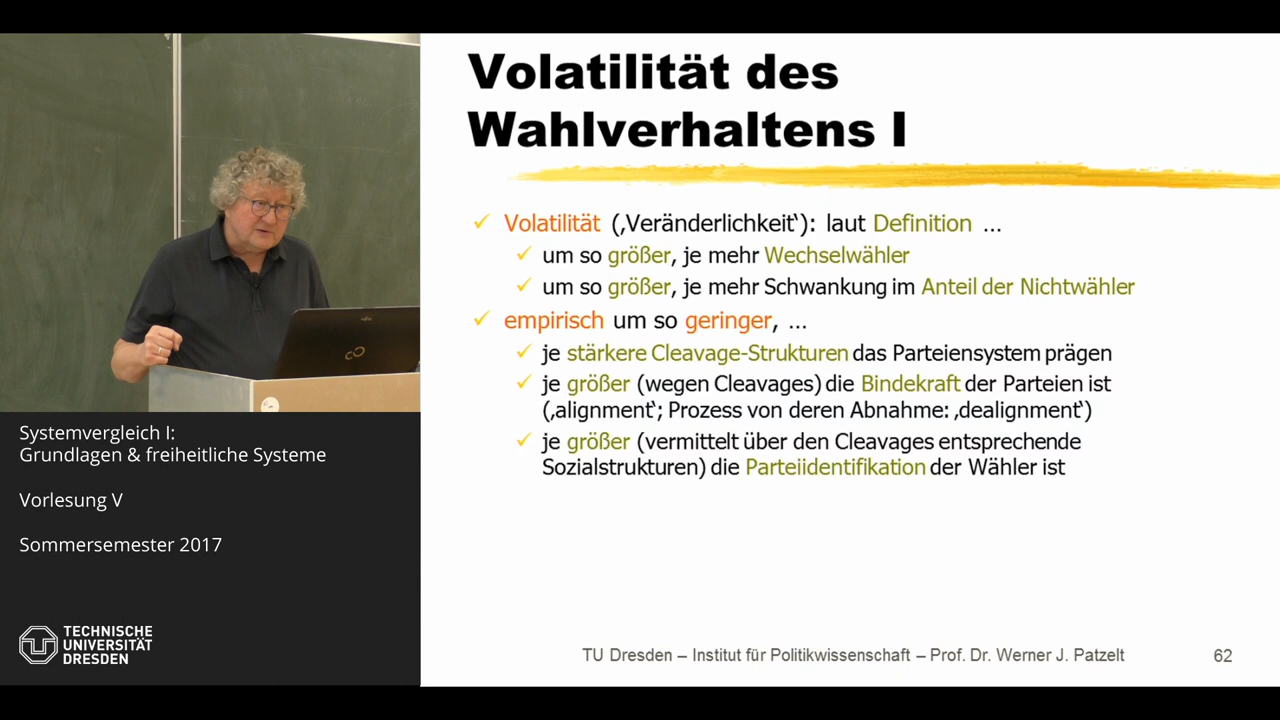 Volatilität des
Wahlverhaltens I
✓ Volatilität (‚Veränderlichkeit‘): laut Definition …
✓ um so größer, je mehr Wechselwähler
✓ um so größer, je mehr Schwankung im Anteil der Nichtwähler
✓ empirisch um so geringer, …
✓ je stärkere Cleavage-Strukturen das Parteiensystem prägen
✓ je größer (wegen Cleavages) die Bindekraft der Parteien ist
(‚alignment‘; Prozess von deren Abnahme: ‚dealignment‘)
✓ je größer (vermittelt über den Cleavages entsprechende
Sozialstrukturen) die Parteiidentifikation der Wähler ist
TU Dresden – Institut für Politikwissenschaft – Prof. Dr. Werner J. Patzelt
62
Systemvergleich I:
Grundlagen & freiheitliche Systeme
Vorlesung V
Sommersemester 2017
TECHNISCHE
UNIVERSITÄT
DRESDEN